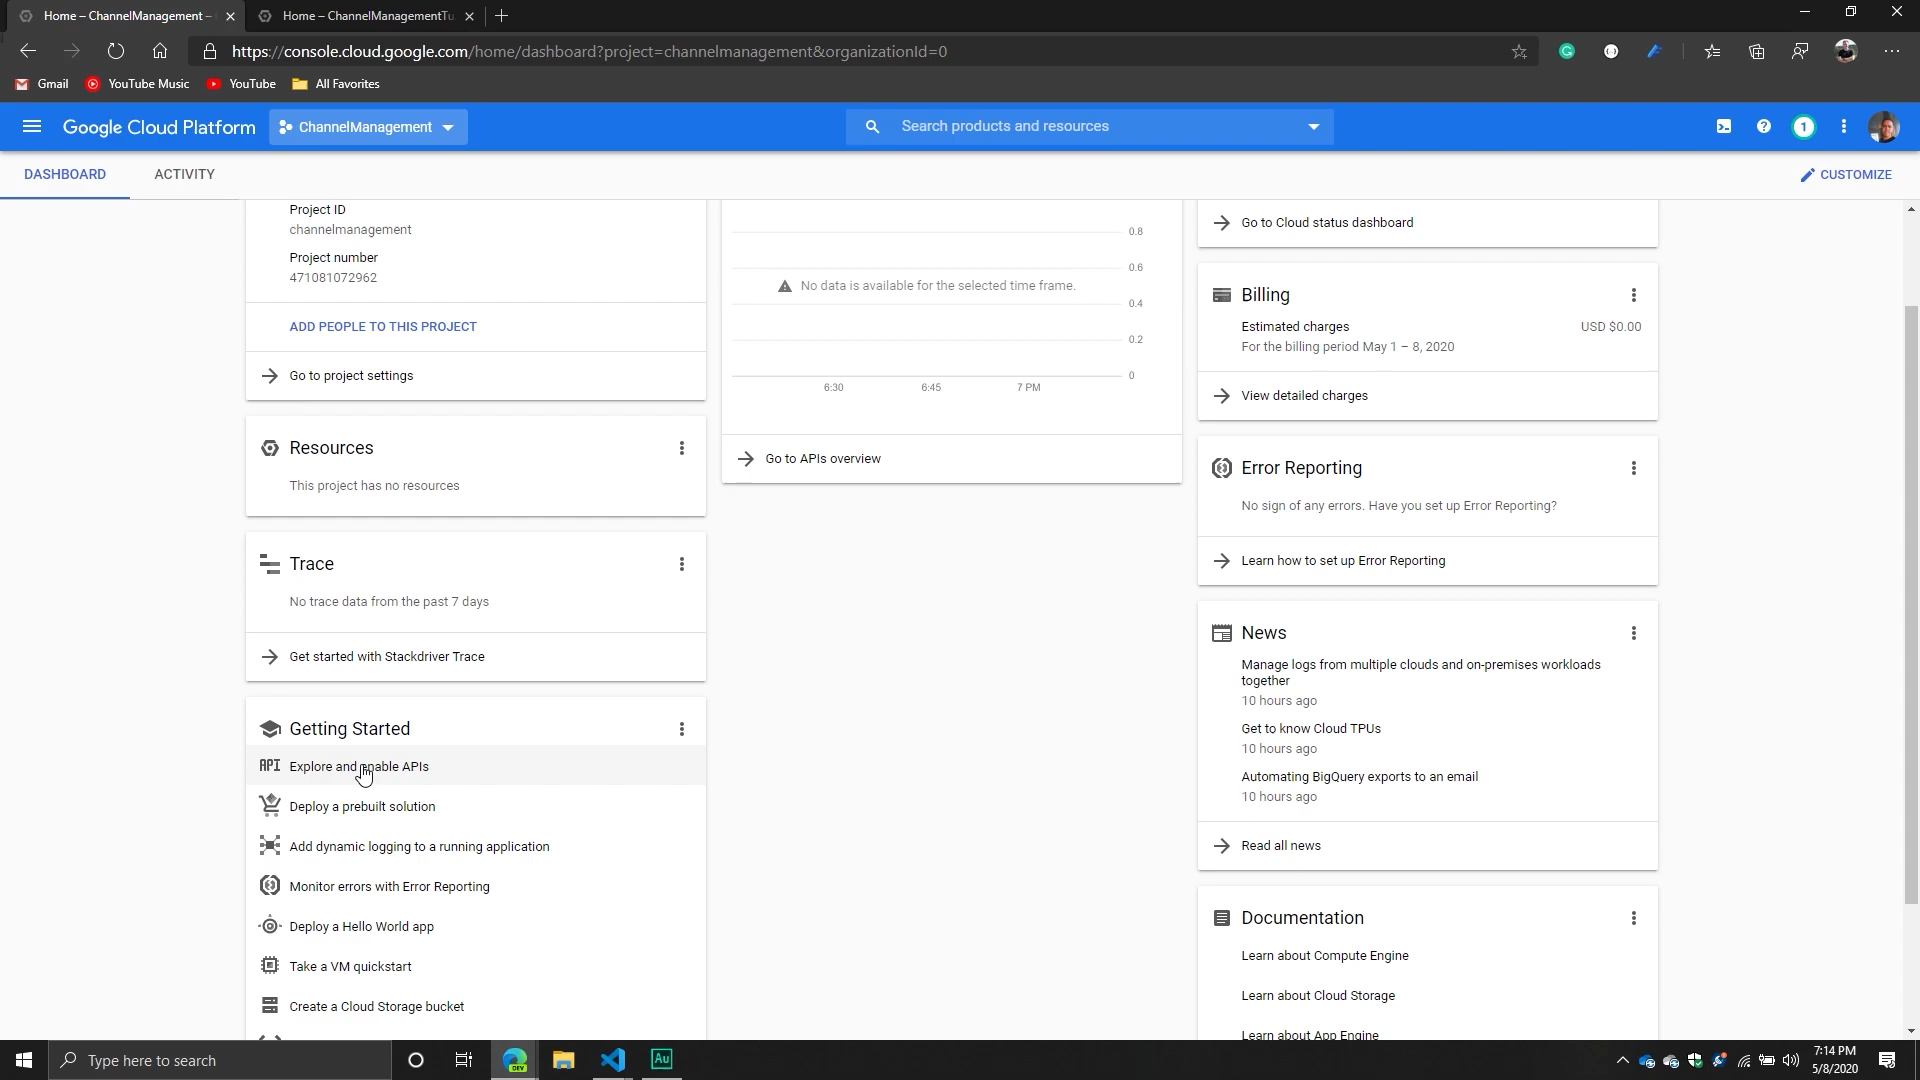 Home – ChannelManagement –
Home – ChannelManagementTu
https://console.cloud.google.com/home/dashboard?project=channelmanagement&organizationId=0
Gmail
YouTube Music
YouTube
All Favorites
Google Cloud Platform
ChannelManagement
Search products and resources
1
DASHBOARD
ACTIVITY
CUSTOMIZE
Project ID
channelmanagement
Project number
471081072962
ADD PEOPLE TO THIS PROJECT
Go to project settings
Resources
This project has no resources
Trace
No trace data from the past 7 days
Get started with Stackdriver Trace
Getting Started
API Explore and enable APIs
Deploy a prebuilt solution
Add dynamic logging to a running application
Monitor errors with Error Reporting
Deploy a Hello World app
Take a VM quickstart
Create a Cloud Storage bucket
0.8
0.6
No data is available for the selected time frame.
0.4
0.2
0
6:30
6:45
7 PM
Go to APIs overview
Go to Cloud status dashboard
Billing
Estimated charges
USD $0.00
For the billing period May 1 – 8, 2020
View detailed charges
Error Reporting
No sign of any errors. Have you set up Error Reporting?
Learn how to set up Error Reporting
News
Manage logs from multiple clouds and on-premises workloads
together
10 hours ago
Get to know Cloud TPUs
10 hours ago
Automating BigQuery exports to an email
10 hours ago
Read all news
Documentation
Learn about Compute Engine
Learn about Cloud Storage
Learn about App Engine
Type here to search
DEV
Au
7:14 PM
5/8/2020